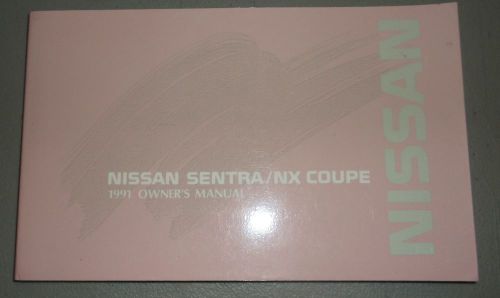 NISSAN SENTRA/NX COUPE
1991 OWNER'S MANUAL
NISSAN